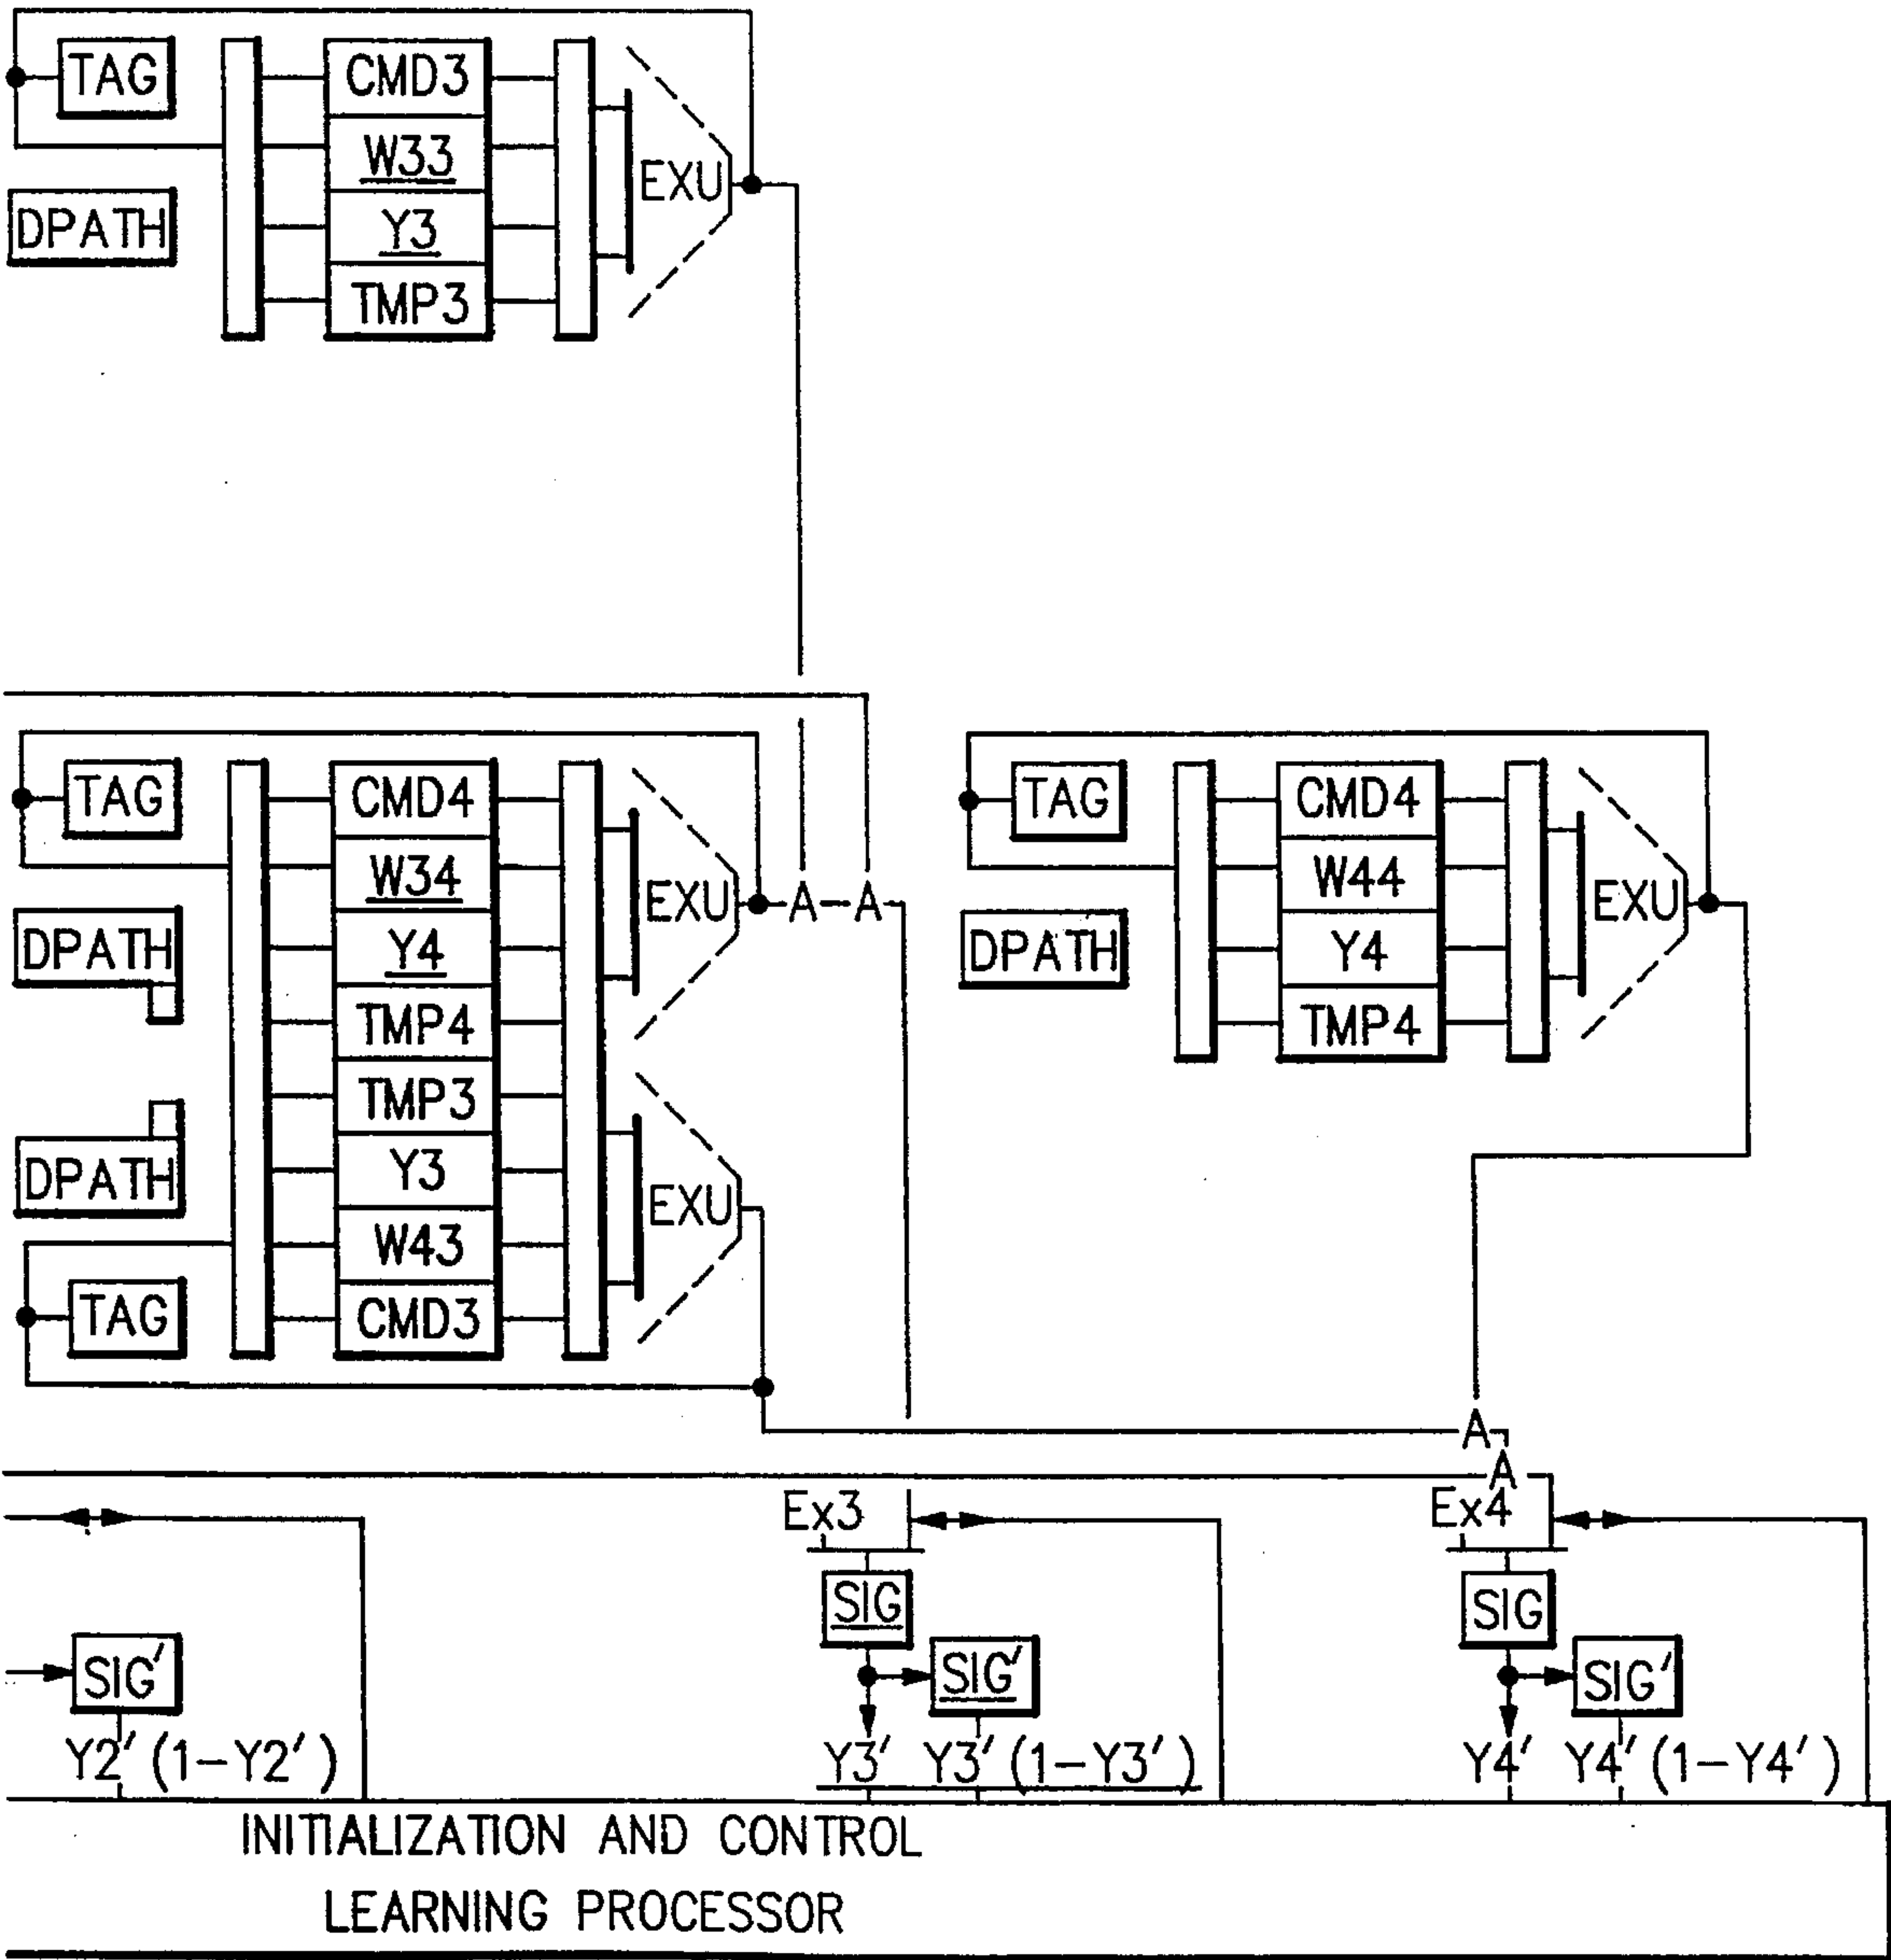 TAG
CMD3
W33
EXU
DPATH
Y3
TMP3
TAG
CMD4
W34
EXU
A
A
DPATH
Y4
TMP4
TMP3
DPATH
Y3
EXU
W43
TAG
CMD3
TAG
CMD4
W44
EXU
DPATH
Y4
TMP4
A
A
Ex3
Ex4
SIG
SIG
SIG'
SIG'
SIG'
Y2'(1-Y2')
Y3'
Y3'(1-Y3')
Y4'
Y4'(1-Y4')
INITIALIZATION AND CONTROL
LEARNING PROCESSOR